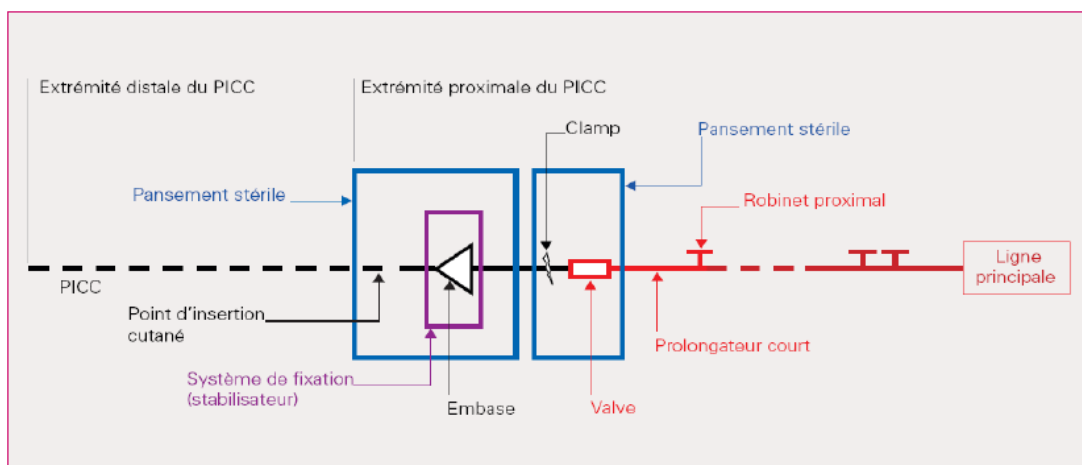 Extrémité distale du PICC
Extrémité proximale du PICC
Clamp
Pansement stérile
Pansement stérile
Robinet proximal
PICC
Ligne
principale
Point d'insertion
cutané
Prolongateur court
Système de fixation
(stabilisateur)
Embase
Valve